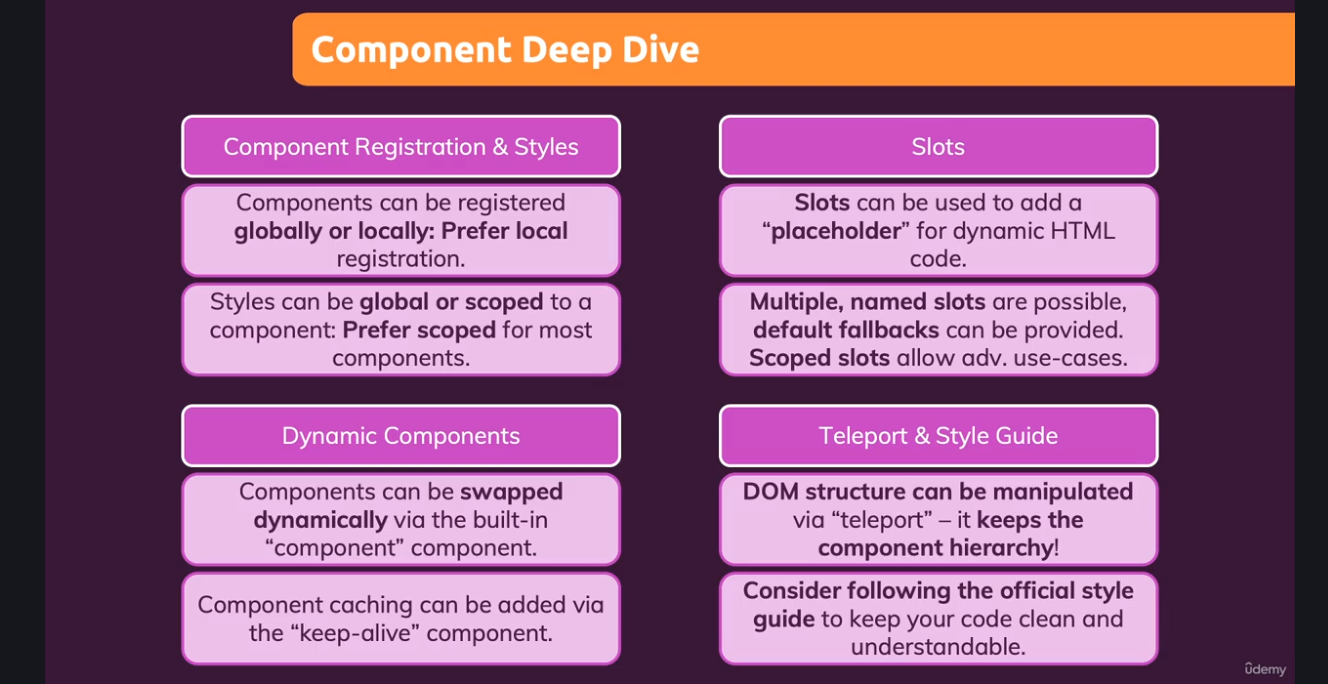 Component Deep Dive
Component Registration & Styles
Components can be registered
globally or locally: Prefer local
registration.
Styles can be global or scoped to a
component: Prefer scoped for most
components.
Slots
Slots can be used to add a
“placeholder” for dynamic HTML
code.
Multiple, named slots are possible,
default fallbacks can be provided.
Scoped slots allow adv. use-cases.
Dynamic Components
Components can be swapped
dynamically via the built-in
“component” component.
Component caching can be added via
the “keep-alive” component.
Teleport & Style Guide
DOM structure can be manipulated
via “teleport” – it keeps the
component hierarchy!
Consider following the official style
guide to keep your code clean and
understandable.
ûdemy